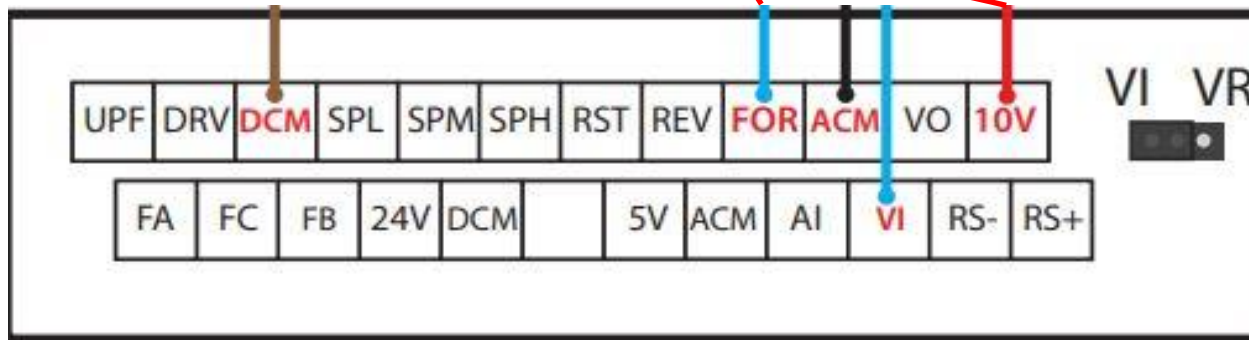 VI VR
UPF DRV DCM SPL SPM SPH RST REV FOR ACM VO 10V
FA FC FB 24V DCM 5V ACM AI VI RS- RS+